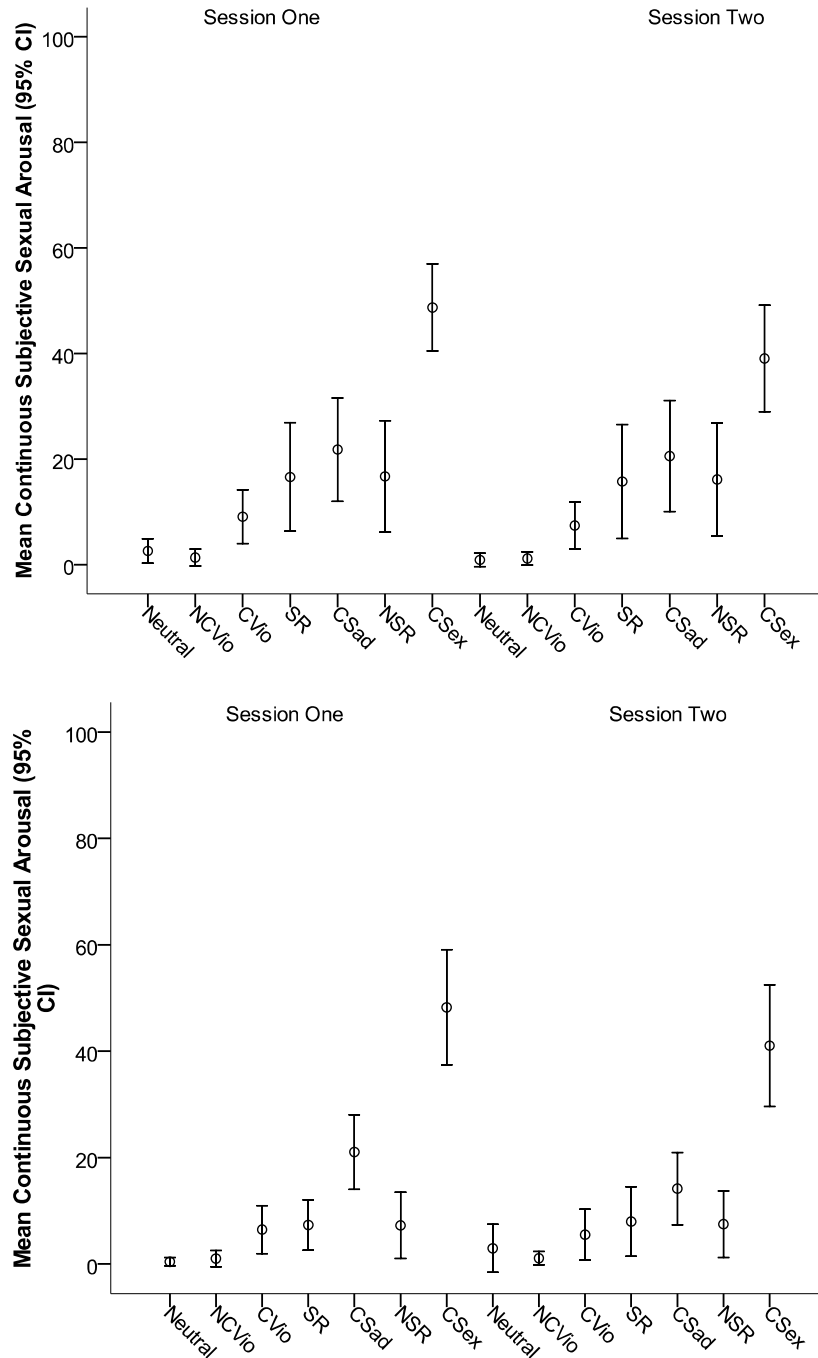 Session One
Session Two
Mean Continuous Subjective Sexual Arousal (95% CI)
100
80
60
40
20
0
Neutral
NCVio
CVio
SR
CSad
NSR
CSex
Neutral
NCVio
CVio
SR
CSad
NSR
CSex
Session One
Session Two
Mean Continuous Subjective Sexual Arousal (95%
CI)
100
80
60
40
20
0
Neutral
NCVio
CVio
SR
CSad
NSR
CSex
Neutral
NCVio
CVio
SR
CSad
NSR
CSex